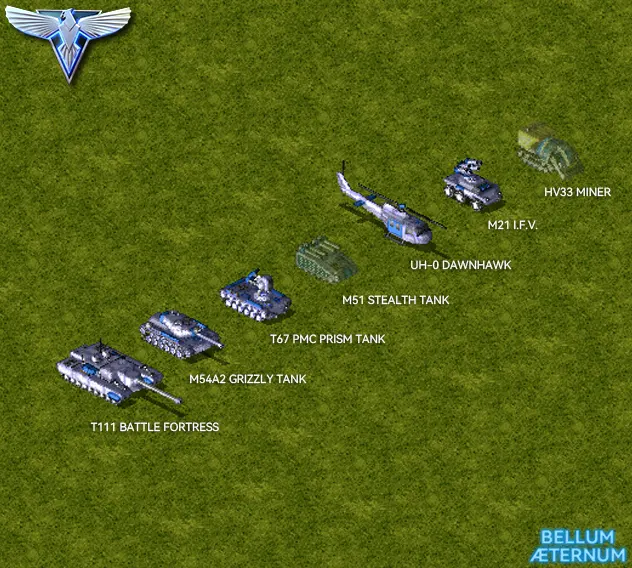 HV33 MINER
M21 I.F.V.
UH-0 DAWNHAWK
M51 STEALTH TANK
T67 PMC PRISM TANK
M54A2 GRIZZLY TANK
T111 BATTLE FORTRESS
BELLUM
ÆTERNUM